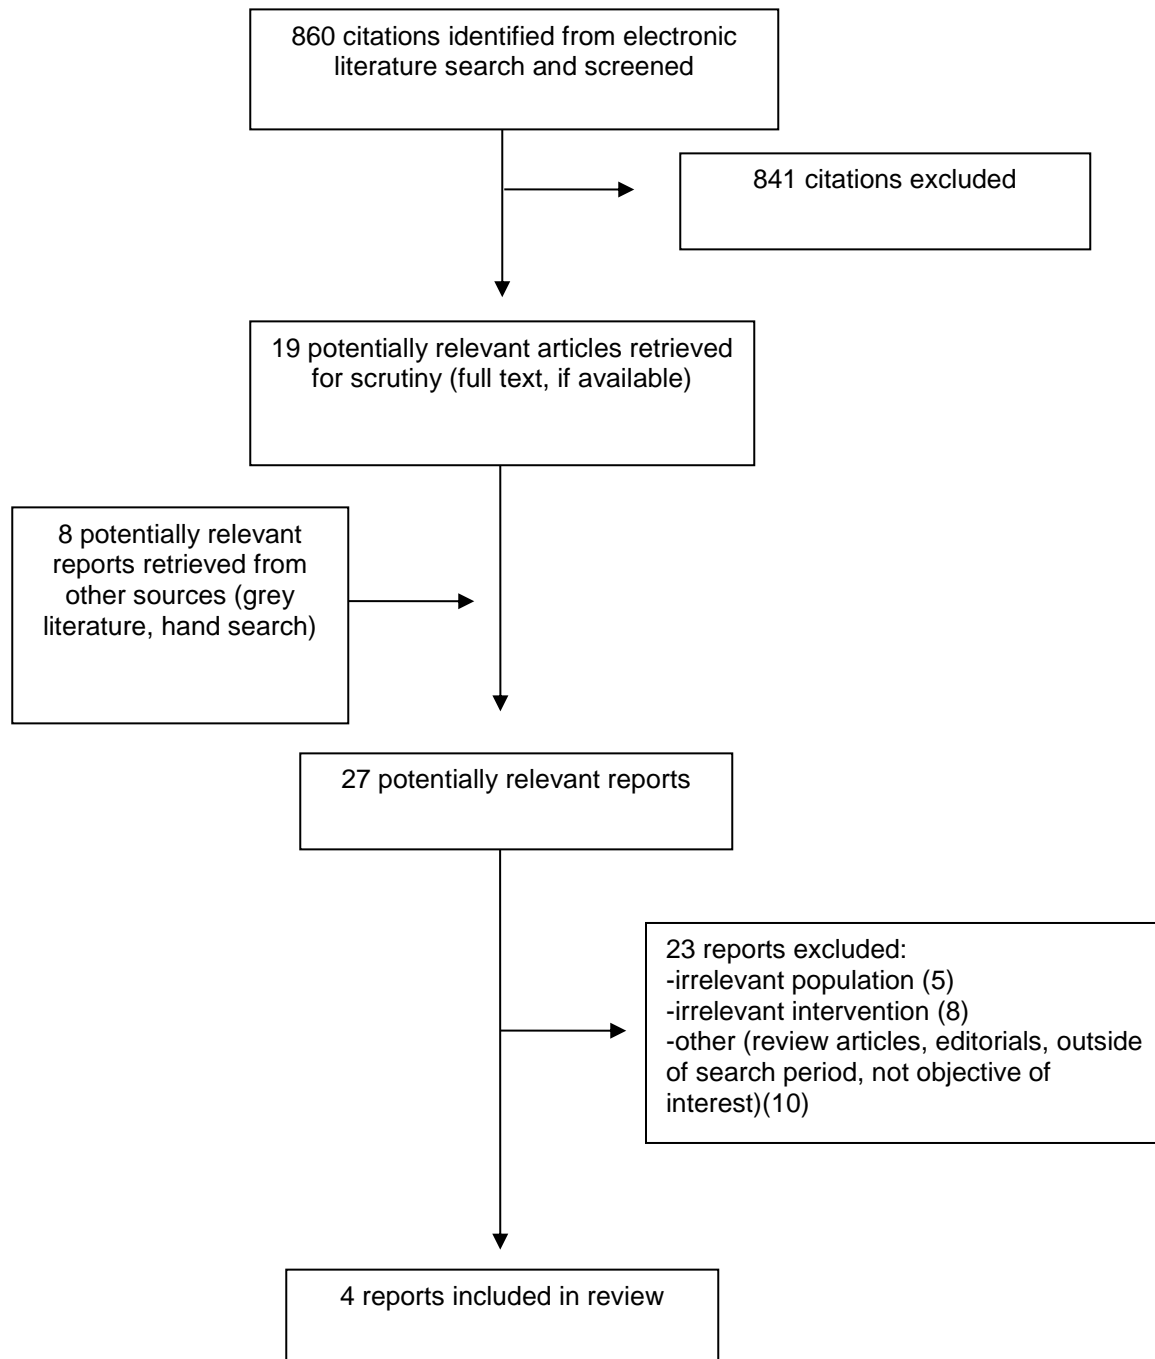 860 citations identified from electronic
literature search and screened
841 citations excluded
19 potentially relevant articles retrieved
for scrutiny (full text, if available)
8 potentially relevant
reports retrieved from
other sources (grey
literature, hand search)
27 potentially relevant reports
23 reports excluded:
-irrelevant population (5)
-irrelevant intervention (8)
-other (review articles, editorials, outside
of search period, not objective of
interest)(10)
4 reports included in review